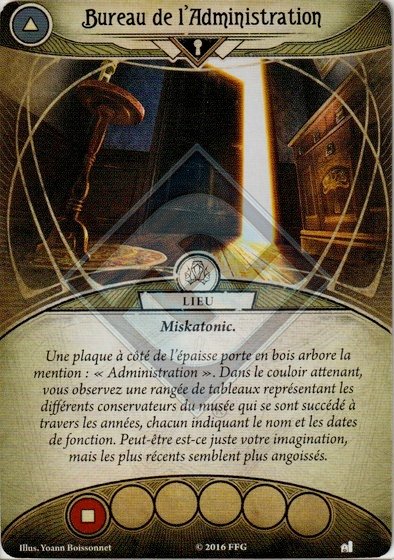 Bureau de l'Administration
LIEU
Miskatonic.
Une plaque à côté de l'épaisse porte en bois arbore la
mention : « Administration ». Dans le couloir attenant,
vous observez une rangée de tableaux représentant les
différents conservateurs du musée qui se sont succédé à
travers les années, chacun indiquant le nom et les dates
de fonction. Peut-être est-ce juste votre imagination,
mais les plus récents semblent plus angoissés.
Illus. Yoann Boissonnet
© 2016 FFG